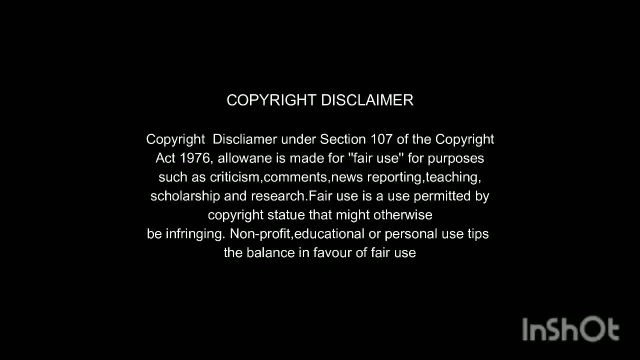 COPYRIGHT DISCLAIMER
Copyright Discliamer under Section 107 of the Copyright
Act 1976, allowane is made for "fair use" for purposes
such as criticism,comments,news reporting,teaching,
scholarship and research.Fair use is a use permitted by
copyright statue that might otherwise
be infringing. Non-profit,educational or personal use tips
the balance in favour of fair use
InShOt